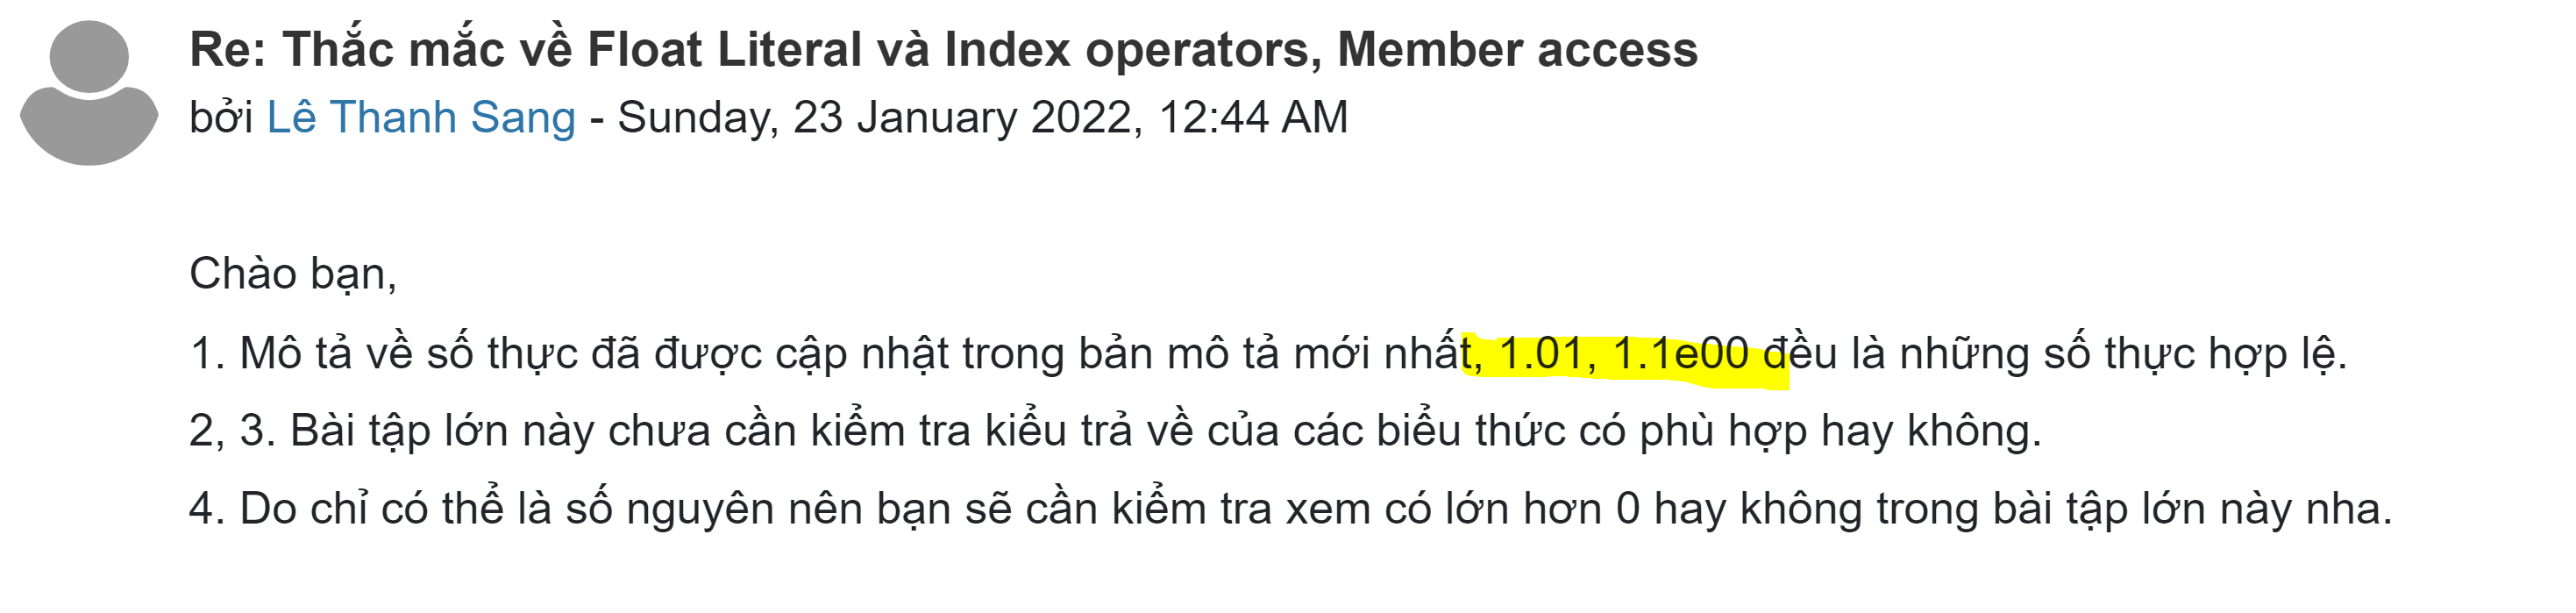 Re: Thắc mắc về Float Literal và Index operators, Member access
bởi Lê Thanh Sang - Sunday, 23 January 2022, 12:44 AM
Chào bạn,
1. Mô tả về số thực đã được cập nhật trong bản mô tả mới nhất, 1.01, 1.1e00 đều là những số thực hợp lệ.
2, 3. Bài tập lớn này chưa cần kiểm tra kiểu trả về của các biểu thức có phù hợp hay không.
4. Do chỉ có thể là số nguyên nên bạn sẽ cần kiểm tra xem có lớn hơn 0 hay không trong bài tập lớn này nha.